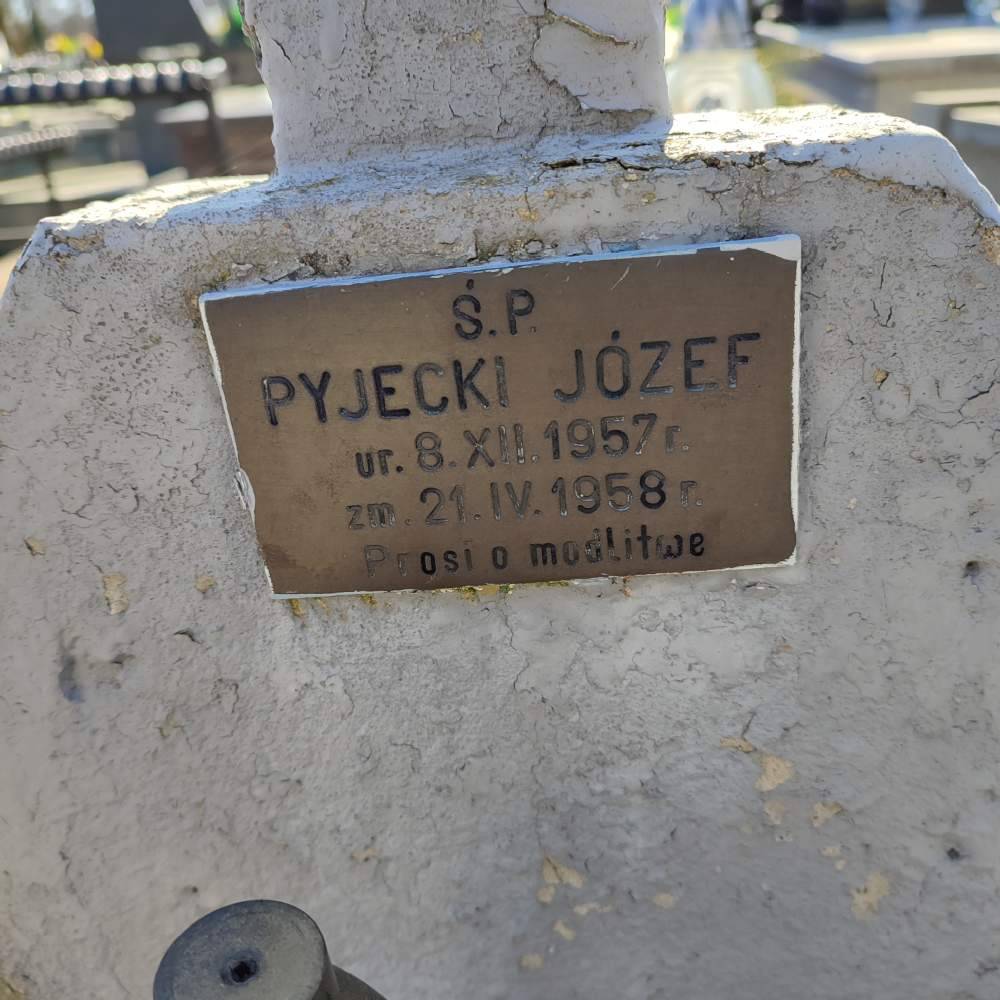 Ś.P.
PYJECKI JÓZEF
ur. 8.XII.1957 r.
zm. 21.IV.1958 r.
Prosi o modlitwe